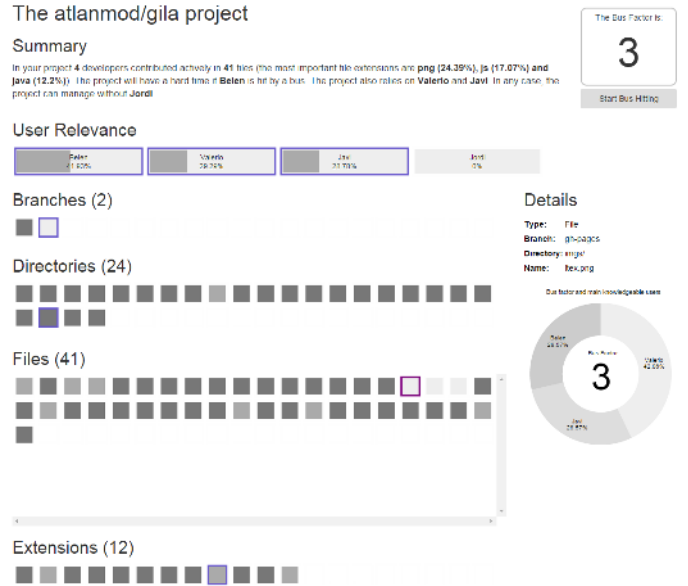 The atlanmod/gila project
The Bus Factor is:
3
Start Bus Hitting
Summary
In your project 4 developers contributed actively in 41 files (the most important file extensions are png (24.39%), js (17.07%) and
java (12.2%)). The project will have a hard time if Belen is hit by a bus. The project also relies on Valerio and Javi. In any case, the
project can manage without Jordi.
User Relevance
Belen
Valerio
Javi
Jordi
0%
Branches (2)
Directories (24)
Files (41)
Extensions (12)
Details
Type: File
Branch: gh-pages
Directory: imgs/
Name:
Bus factor and main knowledgeable users
Belen
Valerio
Bus Factor
3
Javi